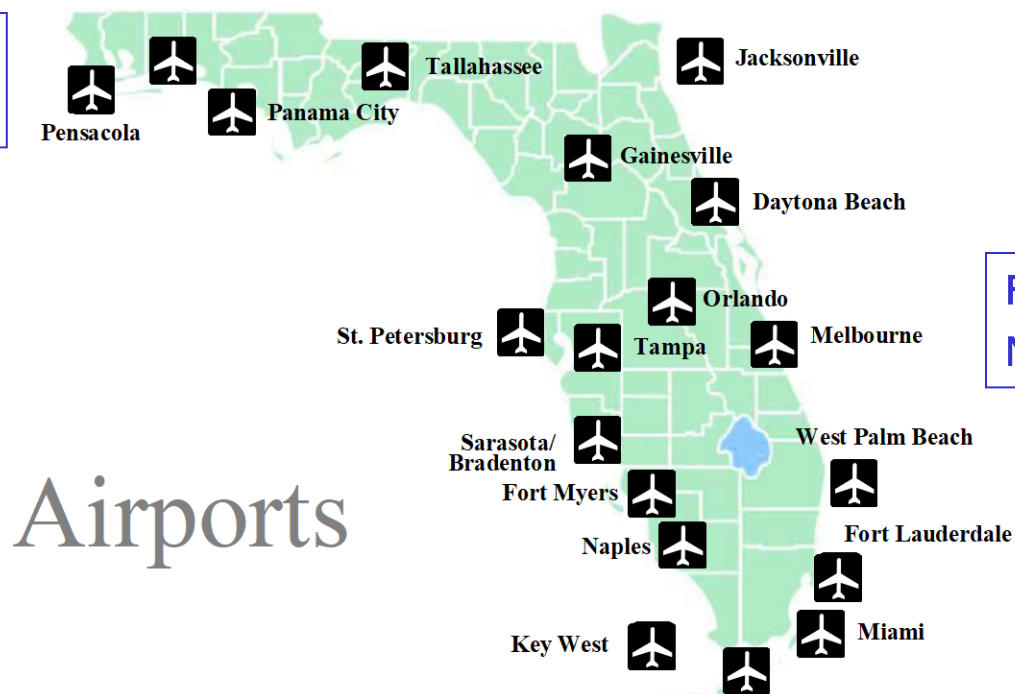 Jacksonville
Tallahassee
Panama City
Pensacola
Gainesville
Daytona Beach
Orlando
St. Petersburg
Tampa
Melbourne
West Palm Beach
Sarasota/
Bradenton
Fort Myers
Airports
Fort Lauderdale
Naples
Miami
Key West